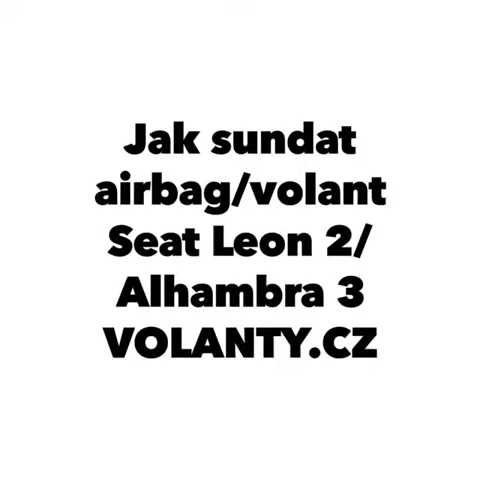 Jak sundat
airbag/volant
Seat Leon 2/
Alhambra 3
VOLANTY.CZ